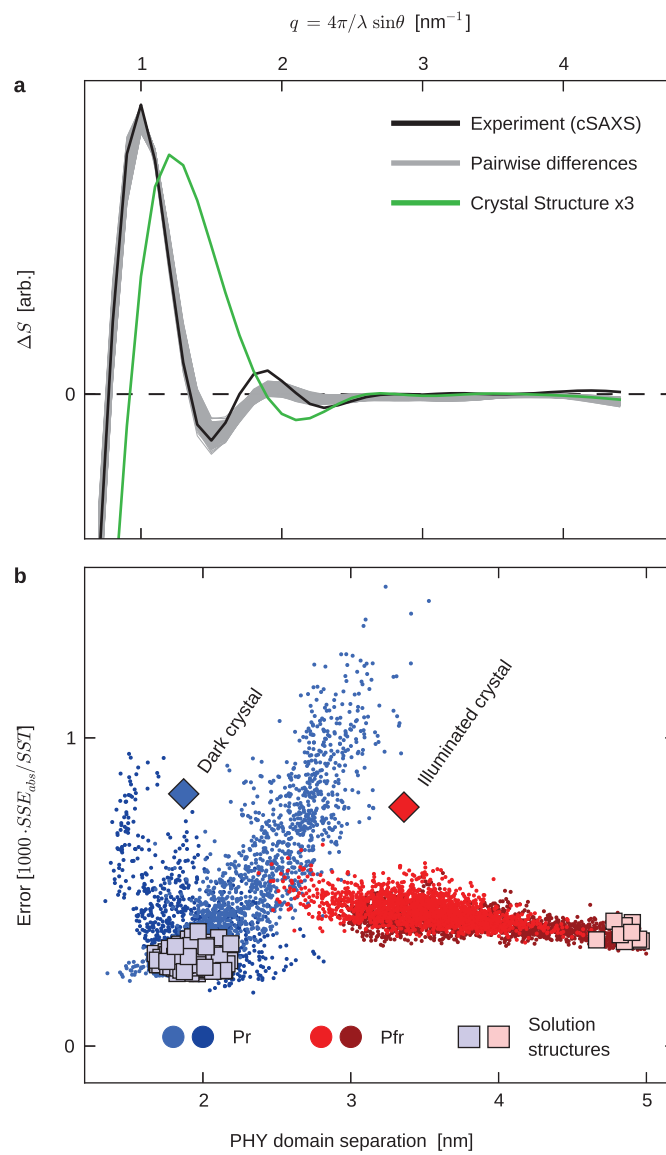 q = 4π/λ sinθ [nm⁻¹]
1 2 3 4
a
Experiment (cSAXS)
Pairwise differences
Crystal Structure x3
ΔS [arb.]
0
b
Dark crystal
Illuminated crystal
Error [1000·SSE_abs/SST]
1
0
Pr
Pfr
Solution
structures
2 3 4 5
PHY domain separation [nm]